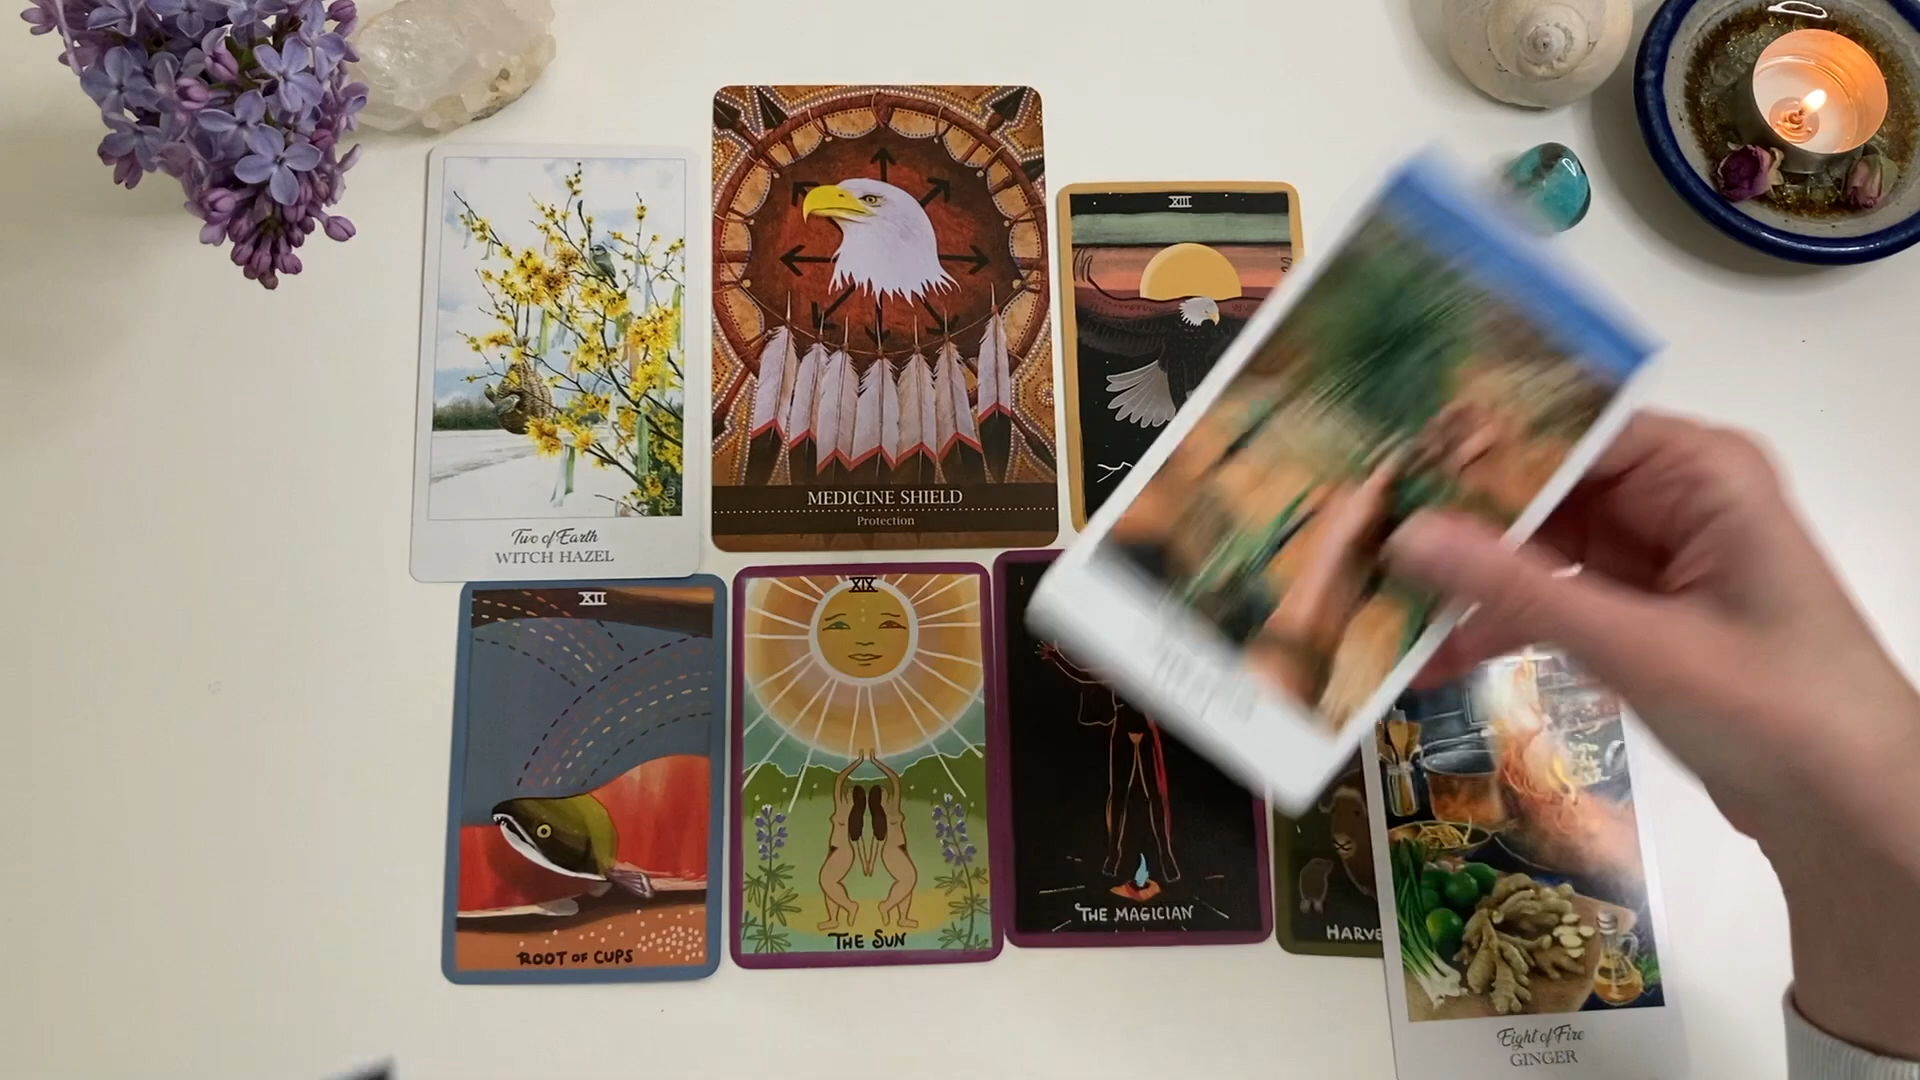 Two of Earth
WITCH HAZEL
MEDICINE SHIELD
Protection
XIII
XII
ROOT OF CUPS
XIX
THE SUN
THE MAGICIAN
HARVE
Eight of Fire
GINGER